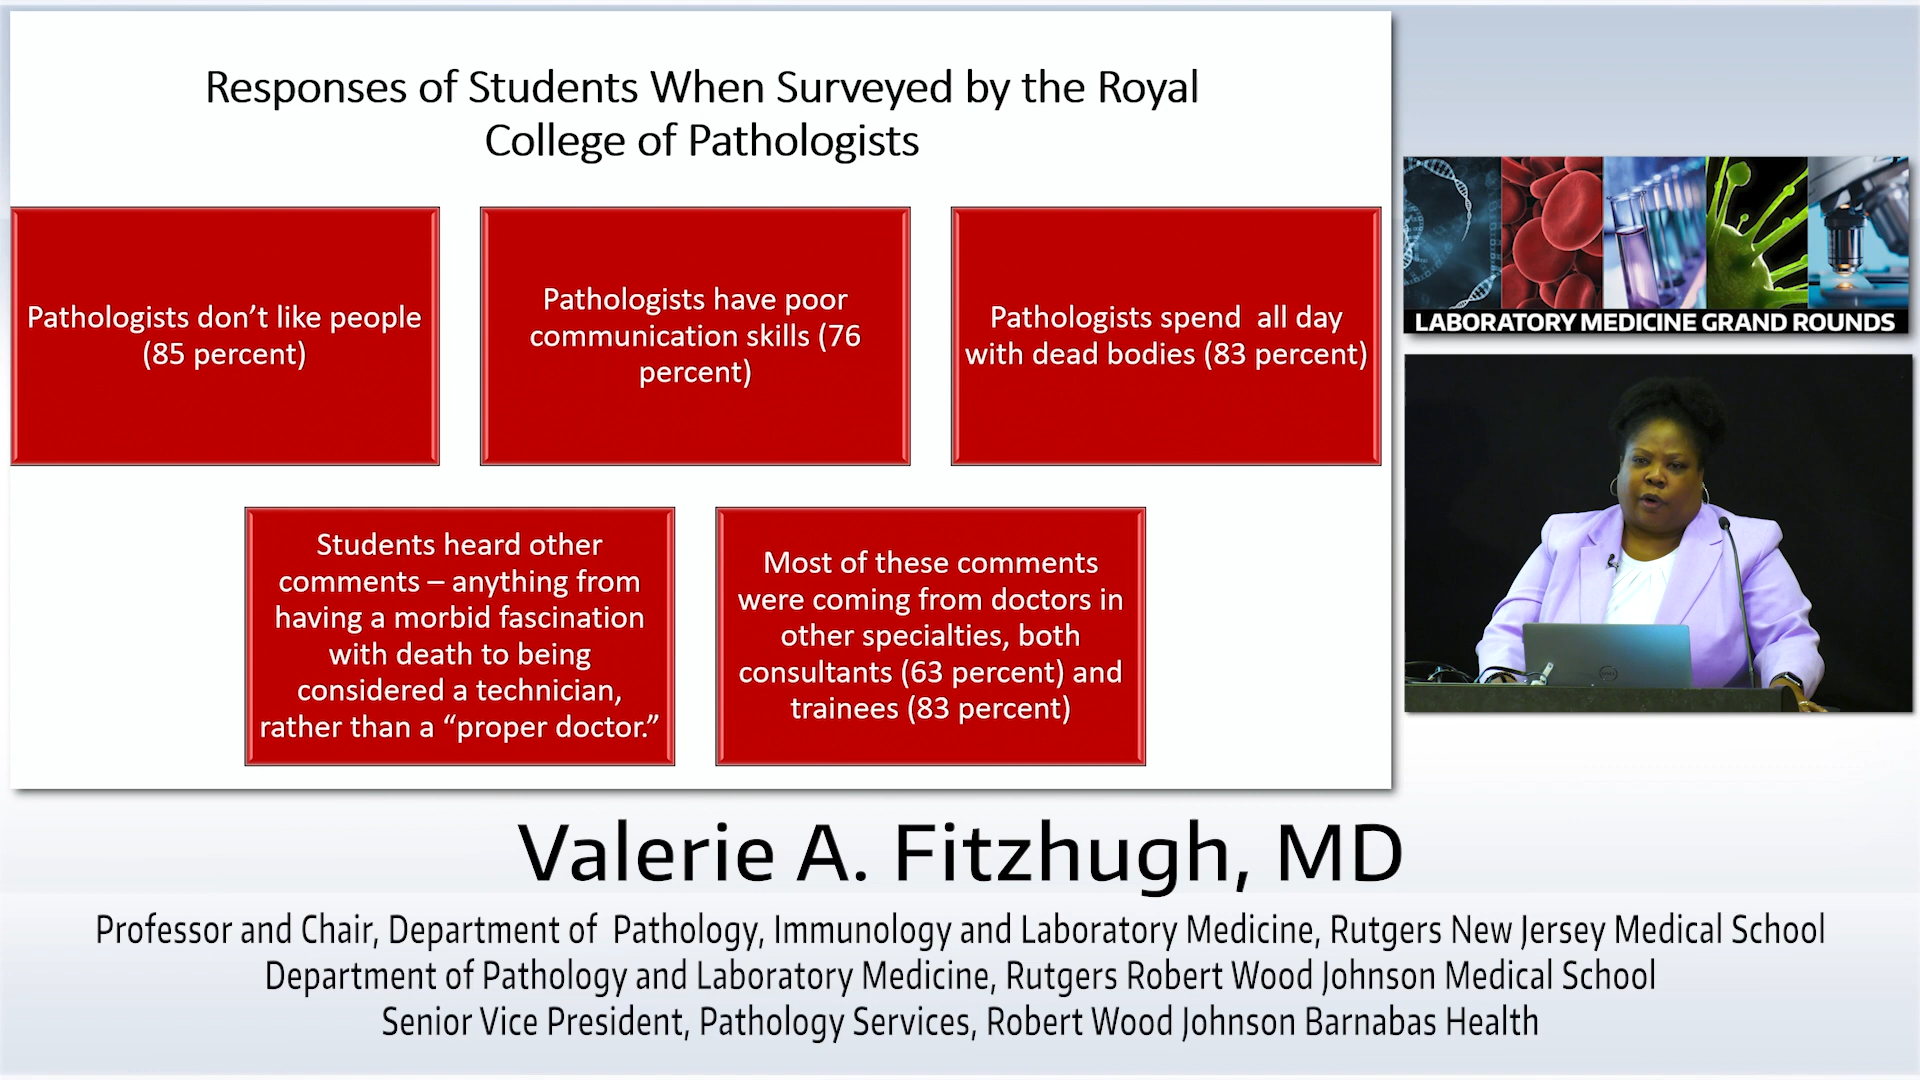 Responses of Students When Surveyed by the Royal
College of Pathologists
Pathologists don’t like people
(85 percent)
Pathologists have poor
communication skills (76
percent)
Pathologists spend  all day
with dead bodies (83 percent)
Students heard other
comments – anything from
having a morbid fascination
with death to being
considered a technician,
rather than a “proper doctor.”
Most of these comments
were coming from doctors in
other specialties, both
consultants (63 percent) and
trainees (83 percent)
LABORATORY MEDICINE GRAND ROUNDS
Valerie A. Fitzhugh, MD
Professor and Chair, Department of  Pathology, Immunology and Laboratory Medicine, Rutgers New Jersey Medical School
Department of Pathology and Laboratory Medicine, Rutgers Robert Wood Johnson Medical School
Senior Vice President, Pathology Services, Robert Wood Johnson Barnabas Health